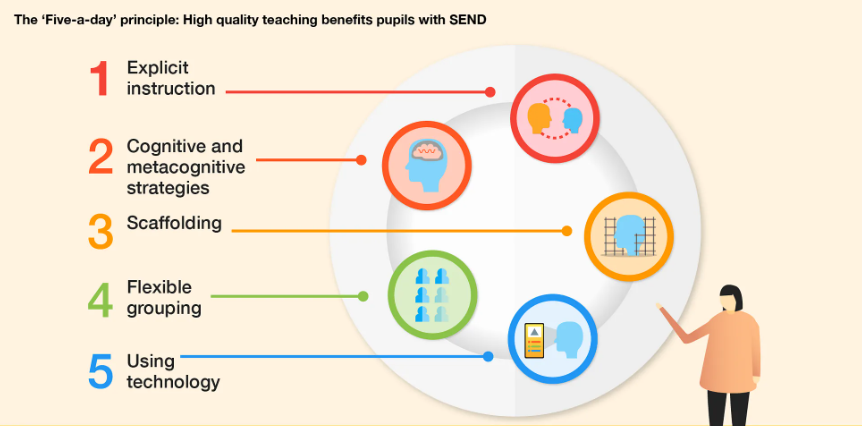 The ‘Five-a-day’ principle: High quality teaching benefits pupils with SEND
1 Explicit
instruction
2 Cognitive and
metacognitive
strategies
3 Scaffolding
4 Flexible
grouping
5 Using
technology